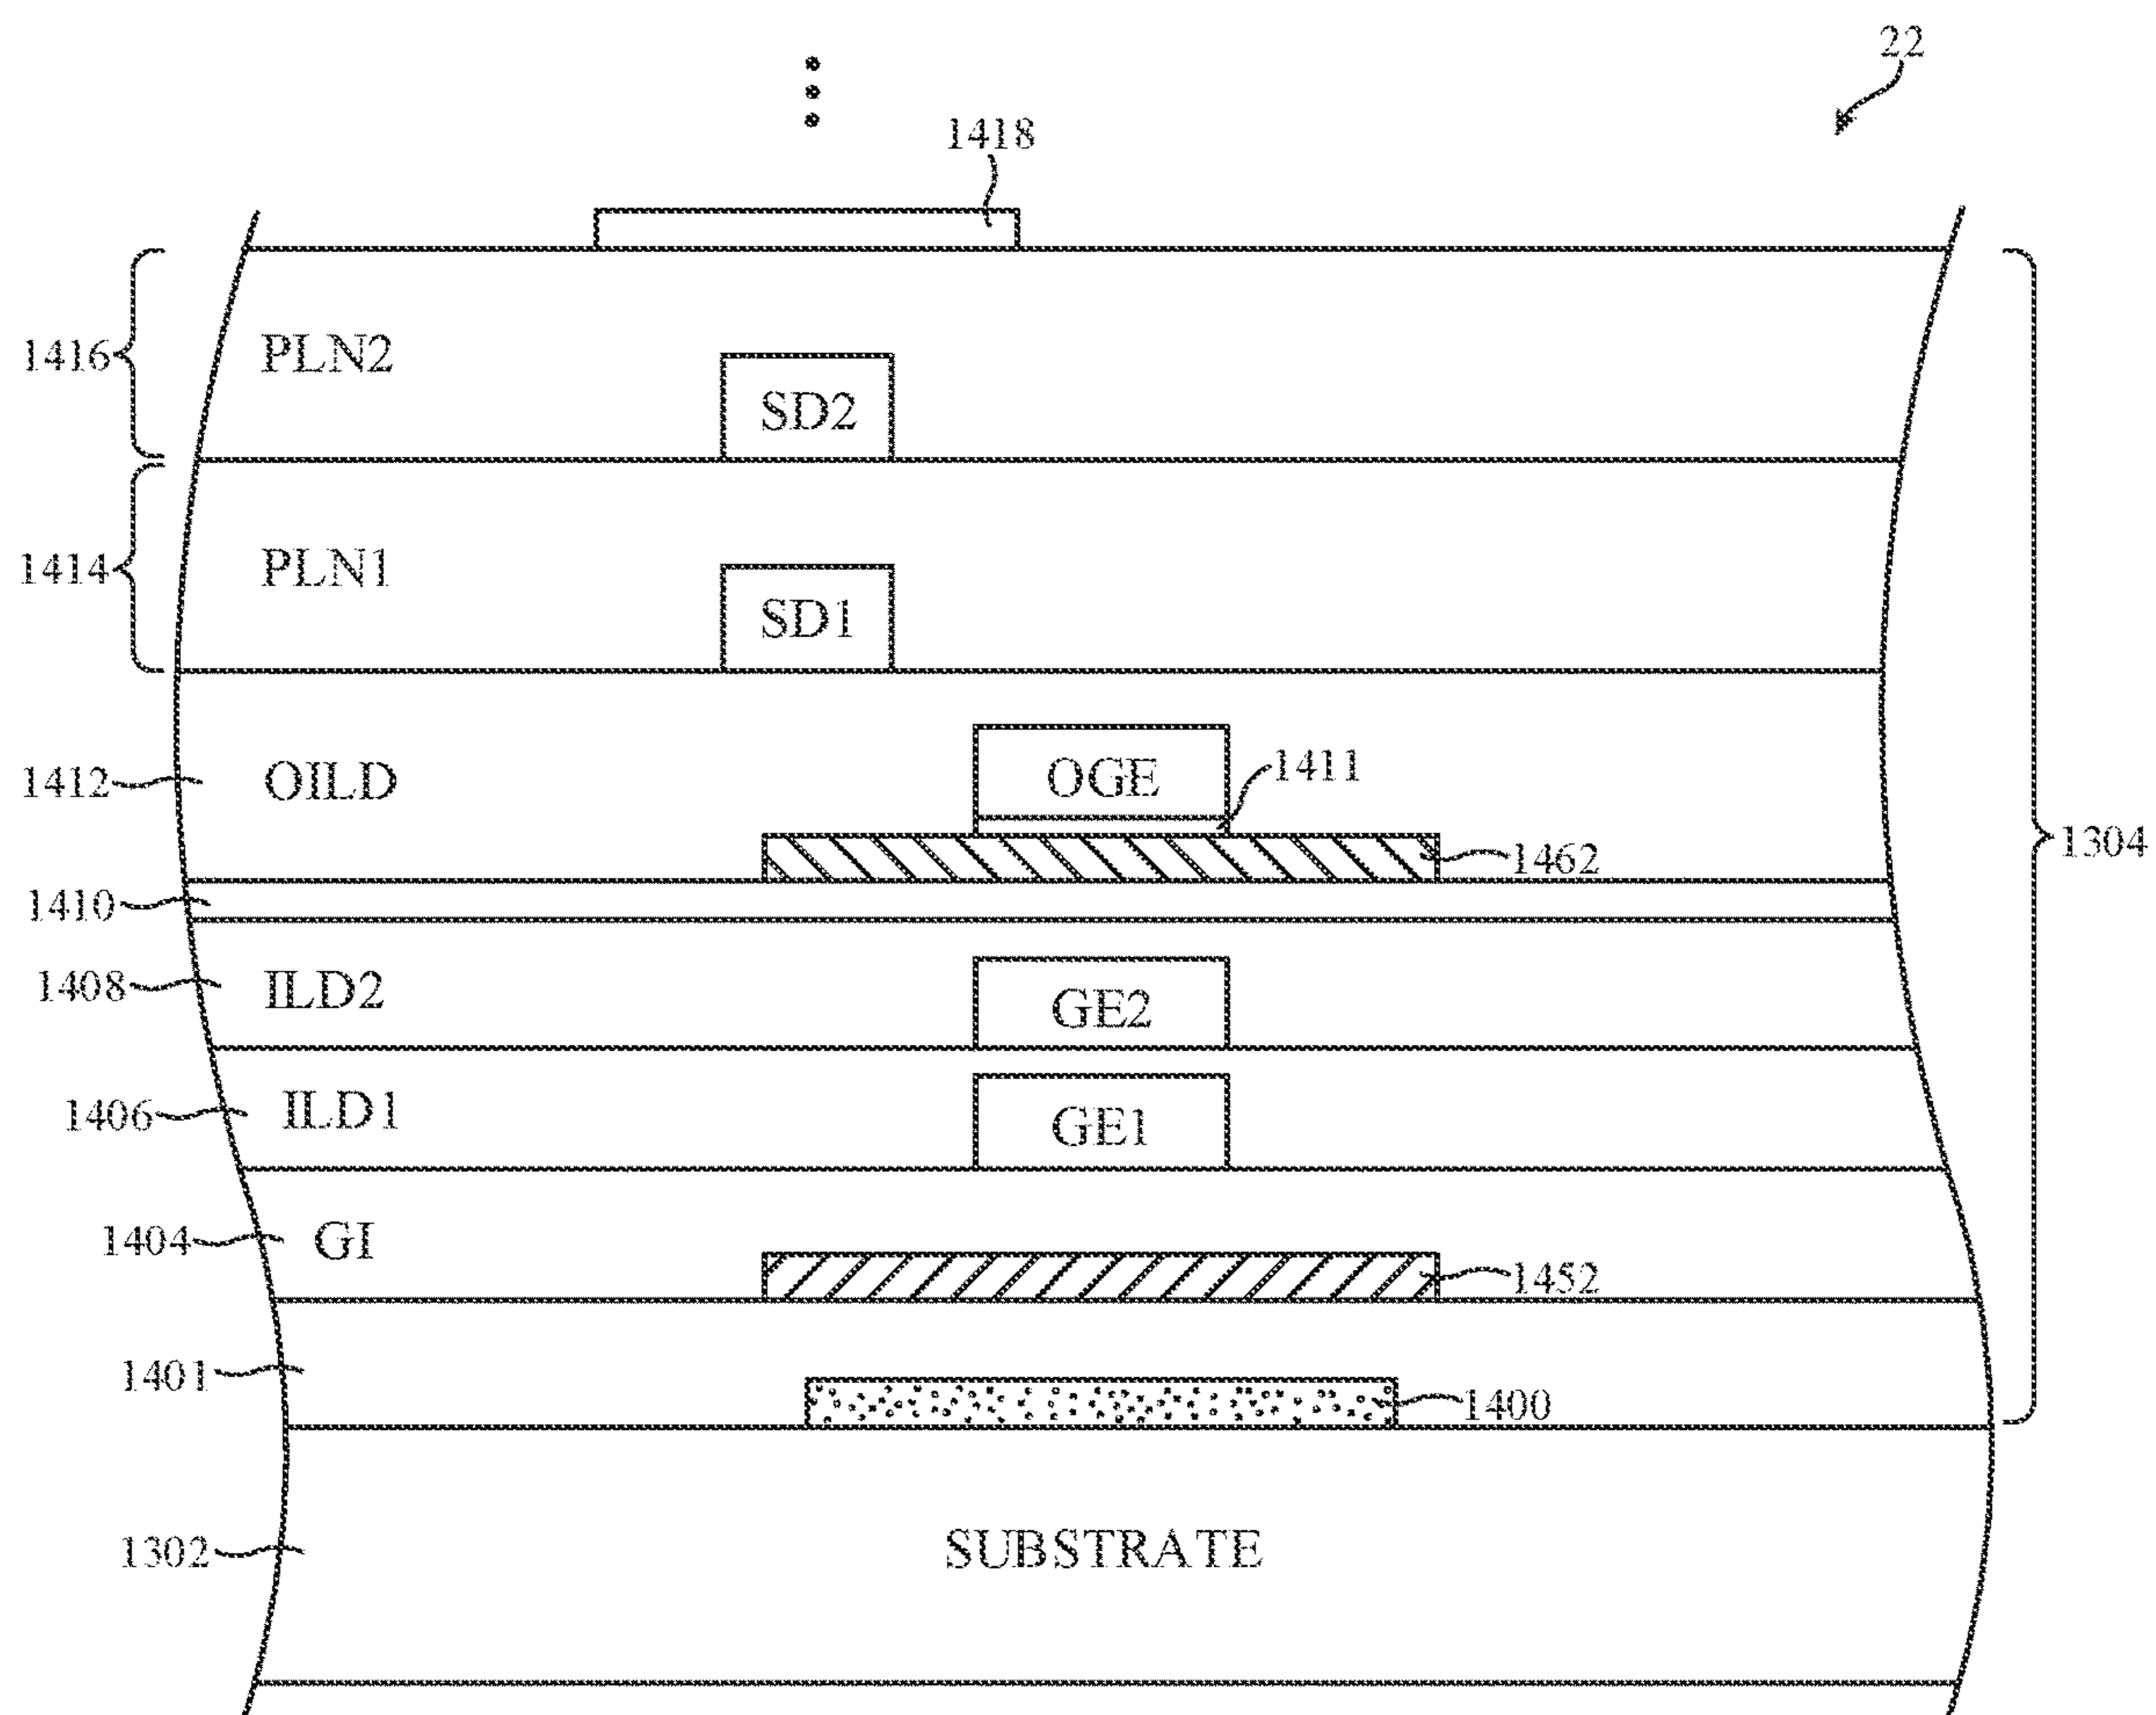 22
1418
1416 PLN2
SD2
1414 PLN1
SD1
1412 OILD OGE 1411
1304
1462
1410
1408 ILD2 GE2
1406 ILD1 GE1
1404 GI
1452
1401
1400
1302 SUBSTRATE